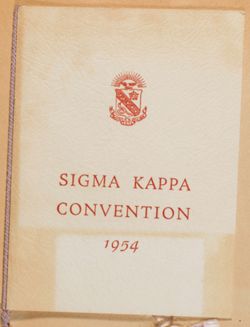 SIGMA KAPPA
CONVENTION
1954